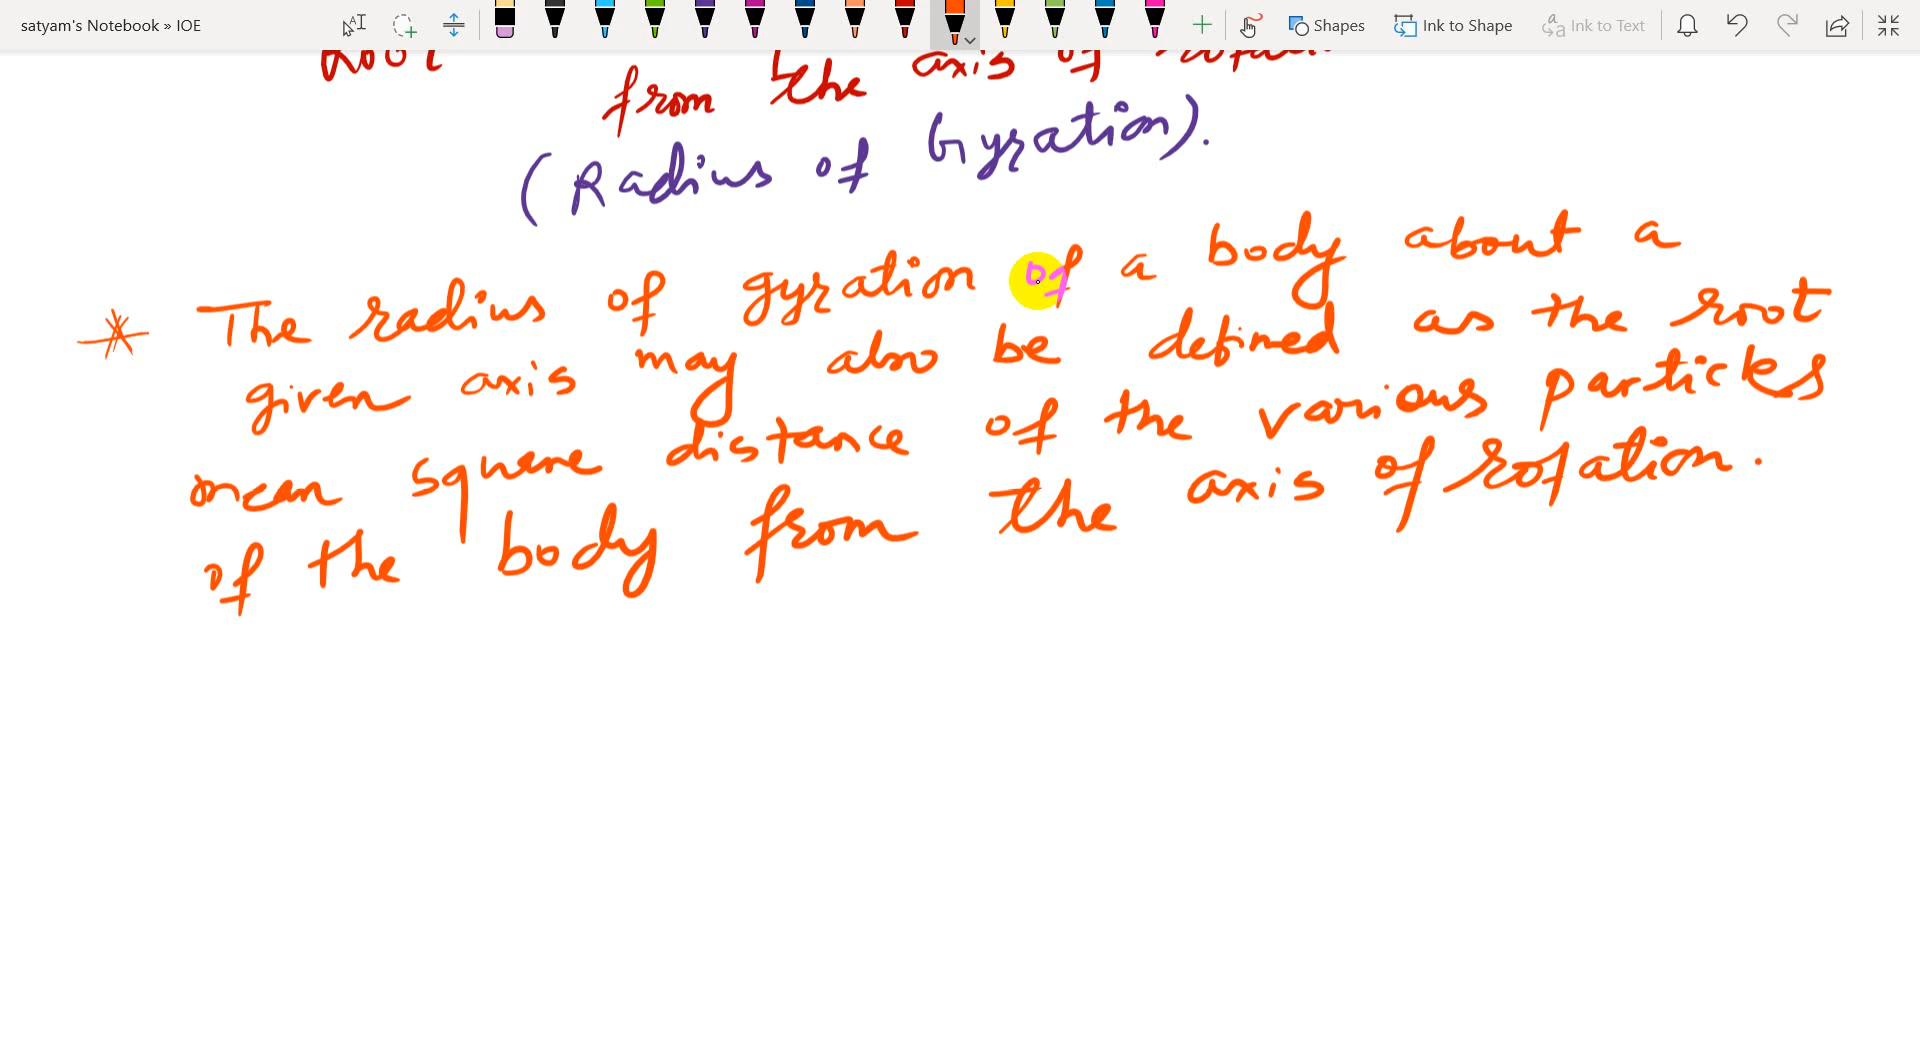 satyam's Notebook » IOE
Shapes
Ink to Shape
Ink to Text
Root
from the axis of rotation
(Radius of Gyration).
* The radius of gyration of a body about a
given axis may also be defined as the root
mean square distance of the various particles
of the body from the axis of rotation.